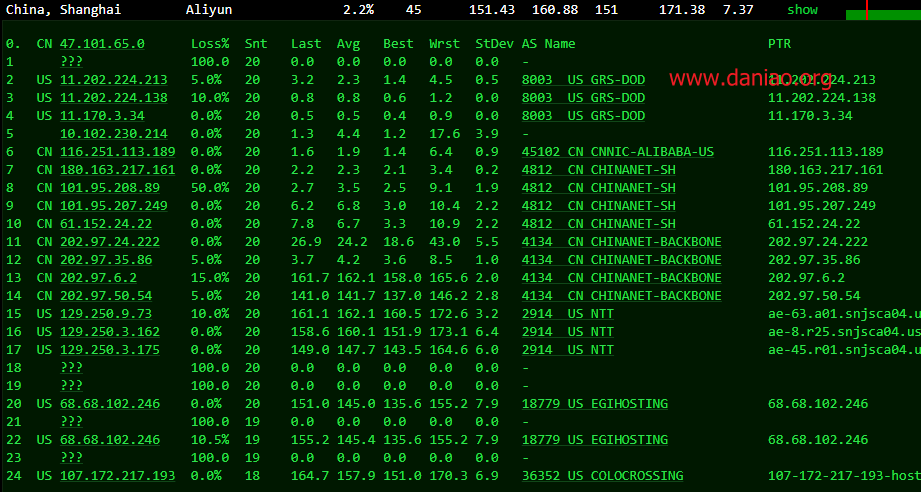 China, Shanghai Aliyun 2.2% 45 151.43 160.88 151 171.38 7.37 show
0. CN 47.101.65.0 Loss% Snt Last Avg Best Wrst StDev AS Name PTR
1 ??? 100.0 20 0.0 0.0 0.0 0.0 0.0 -
www.daniao.org
2 US 11.202.224.213 5.0% 20 3.2 2.3 1.4 4.5 0.5 8003 US GRS-DOD 11.202.224.213
3 US 11.202.224.138 10.0% 20 0.8 0.8 0.6 1.2 0.0 8003 US GRS-DOD 11.202.224.138
4 US 11.170.3.34 0.0% 20 0.5 0.5 0.4 0.9 0.0 8003 US GRS-DOD 11.170.3.34
5 10.102.230.214 0.0% 20 1.3 4.4 1.2 17.6 3.9 -
6 CN 116.251.113.189 0.0% 20 1.6 1.9 1.4 6.4 0.9 45102 CN CNNIC-ALIBABA-US 116.251.113.189
7 CN 180.163.217.161 0.0% 20 2.2 2.3 2.1 3.4 0.2 4812 CN CHINANET-SH 180.163.217.161
8 CN 101.95.208.89 50.0% 20 2.7 3.5 2.5 9.1 1.9 4812 CN CHINANET-SH 101.95.208.89
9 CN 101.95.207.249 0.0% 20 6.2 6.8 3.0 10.4 2.2 4812 CN CHINANET-SH 101.95.207.249
10 CN 61.152.24.22 0.0% 20 7.8 6.7 3.3 10.9 2.2 4812 CN CHINANET-SH 61.152.24.22
11 CN 202.97.24.222 0.0% 20 26.9 24.2 18.6 43.0 5.5 4134 CN CHINANET-BACKBONE 202.97.24.222
12 CN 202.97.35.86 5.0% 20 3.7 4.2 3.6 8.5 1.0 4134 CN CHINANET-BACKBONE 202.97.35.86
13 CN 202.97.6.2 15.0% 20 161.7 162.1 158.0 165.6 2.0 4134 CN CHINANET-BACKBONE 202.97.6.2
14 CN 202.97.50.54 5.0% 20 141.0 141.7 137.0 146.2 2.8 4134 CN CHINANET-BACKBONE 202.97.50.54
15 US 129.250.9.73 10.0% 20 161.1 162.1 160.5 172.6 3.2 2914 US NTT ae-63.a01.snjsca04.us
16 US 129.250.3.162 0.0% 20 158.6 160.1 151.9 173.1 6.4 2914 US NTT ae-8.r25.snjsca04.us
17 US 129.250.3.175 0.0% 20 149.0 147.7 143.5 164.6 6.0 2914 US NTT ae-45.r01.snjsca04.u
18 ??? 100.0 20 0.0 0.0 0.0 0.0 0.0 -
19 ??? 100.0 20 0.0 0.0 0.0 0.0 0.0 -
20 US 68.68.102.246 0.0% 20 151.0 145.0 135.6 155.2 7.9 18779 US EGIHOSTING 68.68.102.246
21 ??? 100.0 19 0.0 0.0 0.0 0.0 0.0 -
22 US 68.68.102.246 10.5% 19 155.2 145.4 135.6 155.2 7.9 18779 US EGIHOSTING 68.68.102.246
23 ??? 100.0 19 0.0 0.0 0.0 0.0 0.0 -
24 US 107.172.217.193 0.0% 18 164.7 157.9 151.0 170.3 6.9 36352 US COLOCROSSING 107-172-217-193-host